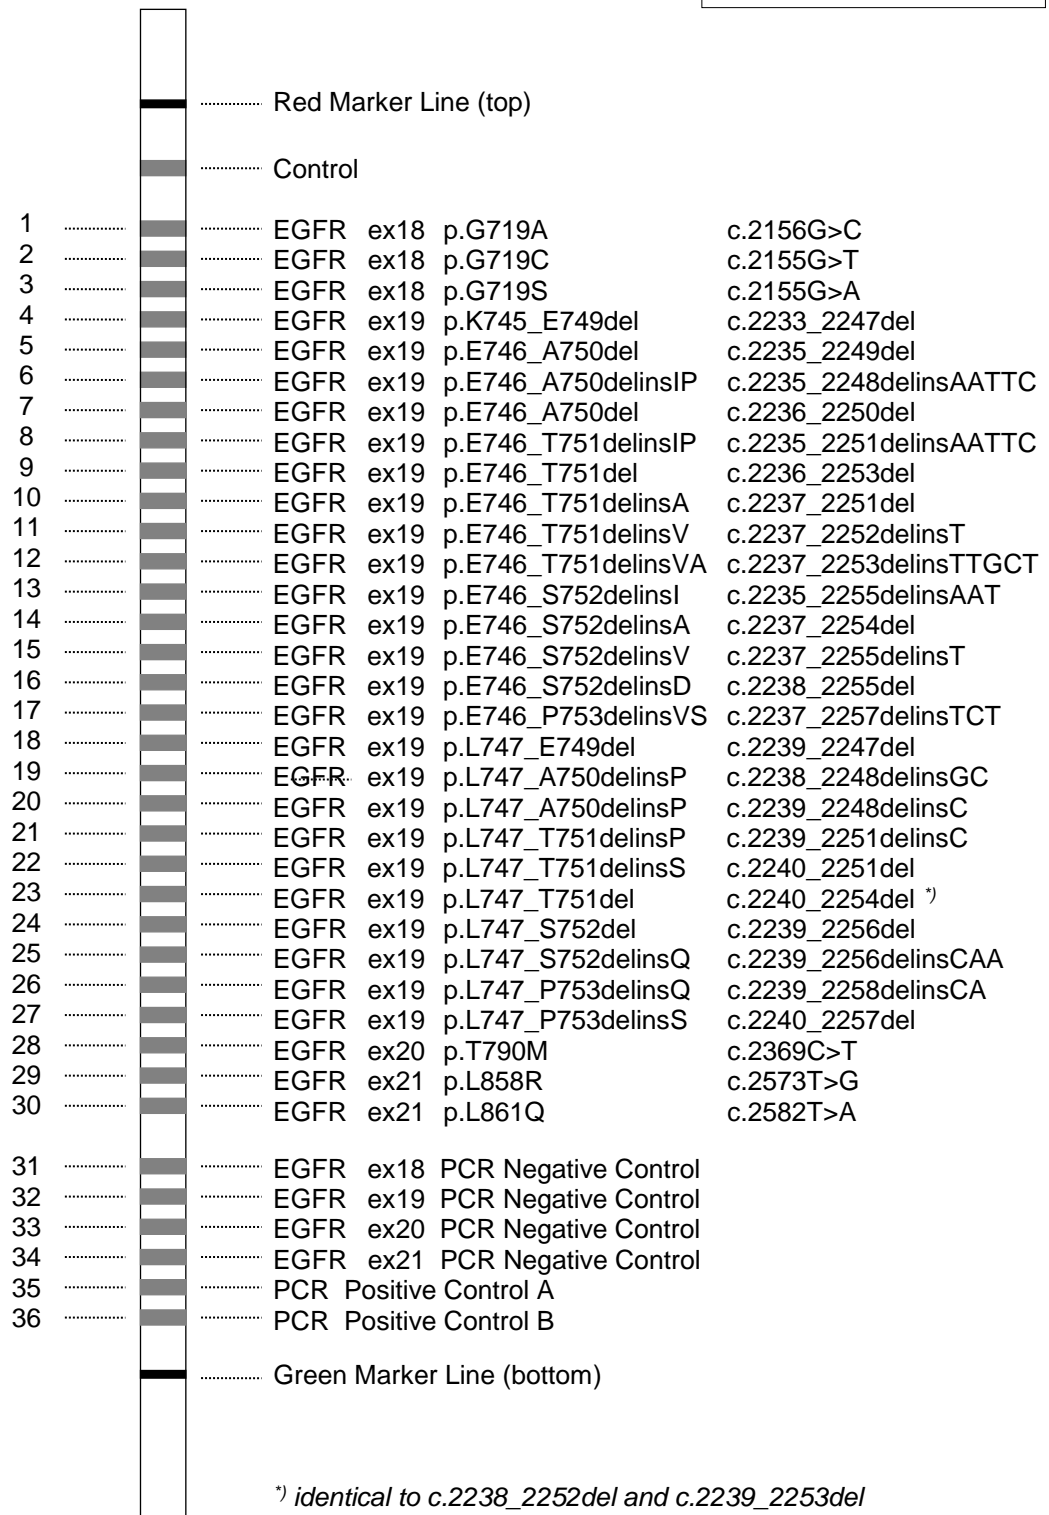 Red Marker Line (top)
Control
1 EGFR ex18 p.G719A c.2156G>C
2 EGFR ex18 p.G719C c.2155G>T
3 EGFR ex18 p.G719S c.2155G>A
4 EGFR ex19 p.K745_E749del c.2233_2247del
5 EGFR ex19 p.E746_A750del c.2235_2249del
6 EGFR ex19 p.E746_A750delinsIP c.2235_2248delinsAATTC
7 EGFR ex19 p.E746_A750del c.2236_2250del
8 EGFR ex19 p.E746_T751delinsIP c.2235_2251delinsAATTC
9 EGFR ex19 p.E746_T751del c.2236_2253del
10 EGFR ex19 p.E746_T751delinsA c.2237_2251del
11 EGFR ex19 p.E746_T751delinsV c.2237_2252delinsT
12 EGFR ex19 p.E746_T751delinsVA c.2237_2253delinsTTGCT
13 EGFR ex19 p.E746_S752delinsI c.2235_2255delinsAAT
14 EGFR ex19 p.E746_S752delinsA c.2237_2254del
15 EGFR ex19 p.E746_S752delinsV c.2237_2255delinsT
16 EGFR ex19 p.E746_S752delinsD c.2238_2255del
17 EGFR ex19 p.E746_P753delinsVS c.2237_2257delinsTCT
18 EGFR ex19 p.L747_E749del c.2239_2247del
19 EGFR ex19 p.L747_A750delinsP c.2238_2248delinsGC
20 EGFR ex19 p.L747_A750delinsP c.2239_2248delinsC
21 EGFR ex19 p.L747_T751delinsP c.2239_2251delinsC
22 EGFR ex19 p.L747_T751delinsS c.2240_2251del
23 EGFR ex19 p.L747_T751del c.2240_2254del *)
24 EGFR ex19 p.L747_S752del c.2239_2256del
25 EGFR ex19 p.L747_S752delinsQ c.2239_2256delinsCAA
26 EGFR ex19 p.L747_P753delinsQ c.2239_2258delinsCA
27 EGFR ex19 p.L747_P753delinsS c.2240_2257del
28 EGFR ex20 p.T790M c.2369C>T
29 EGFR ex21 p.L858R c.2573T>G
30 EGFR ex21 p.L861Q c.2582T>A
31 EGFR ex18 PCR Negative Control
32 EGFR ex19 PCR Negative Control
33 EGFR ex20 PCR Negative Control
34 EGFR ex21 PCR Negative Control
35 PCR Positive Control A
36 PCR Positive Control B
Green Marker Line (bottom)
*) identical to c.2238_2252del and c.2239_2253del